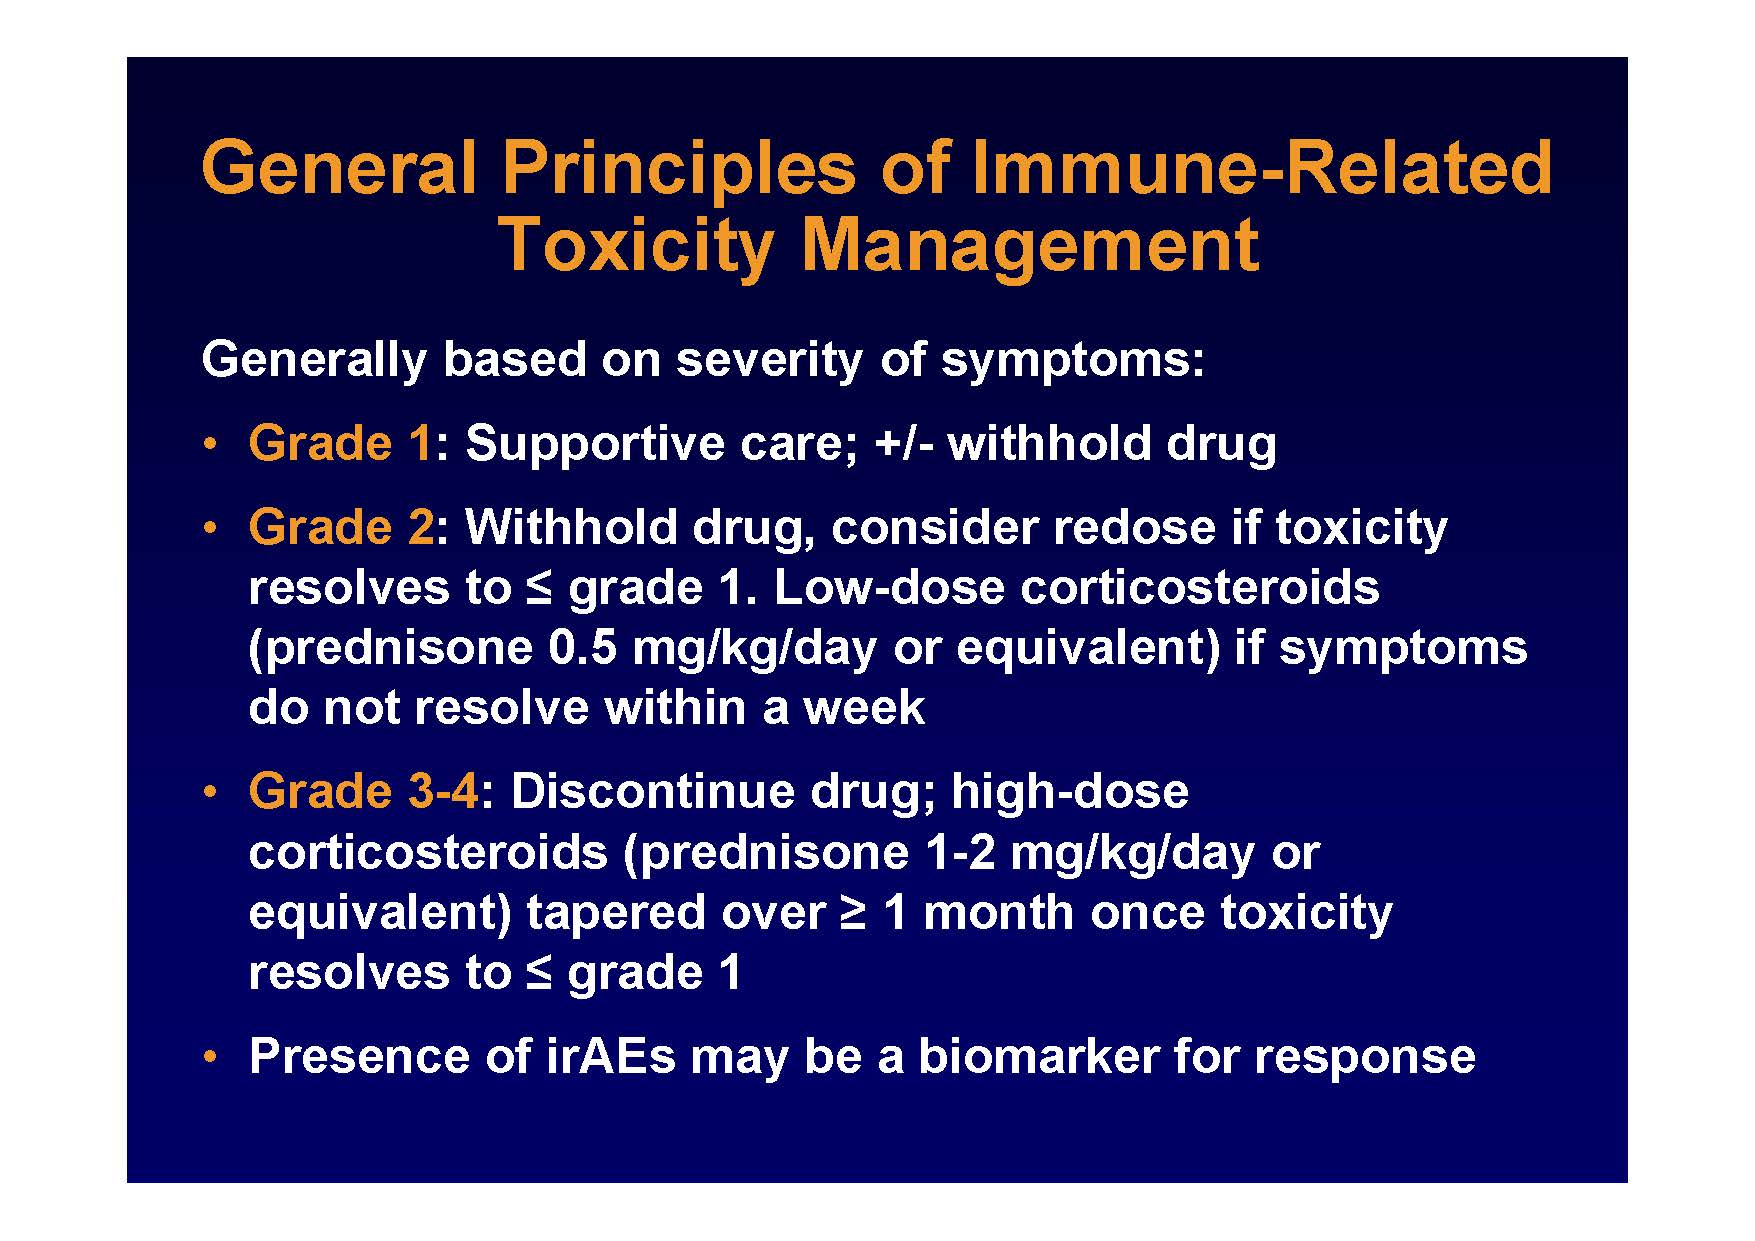 General Principles of Immune-Related
Toxicity Management
Generally based on severity of symptoms:
• Grade 1: Supportive care; +/- withhold drug
• Grade 2: Withhold drug, consider redose if toxicity
resolves to ≤ grade 1. Low-dose corticosteroids
(prednisone 0.5 mg/kg/day or equivalent) if symptoms
do not resolve within a week
• Grade 3-4: Discontinue drug; high-dose
corticosteroids (prednisone 1-2 mg/kg/day or
equivalent) tapered over ≥ 1 month once toxicity
resolves to ≤ grade 1
• Presence of irAEs may be a biomarker for response